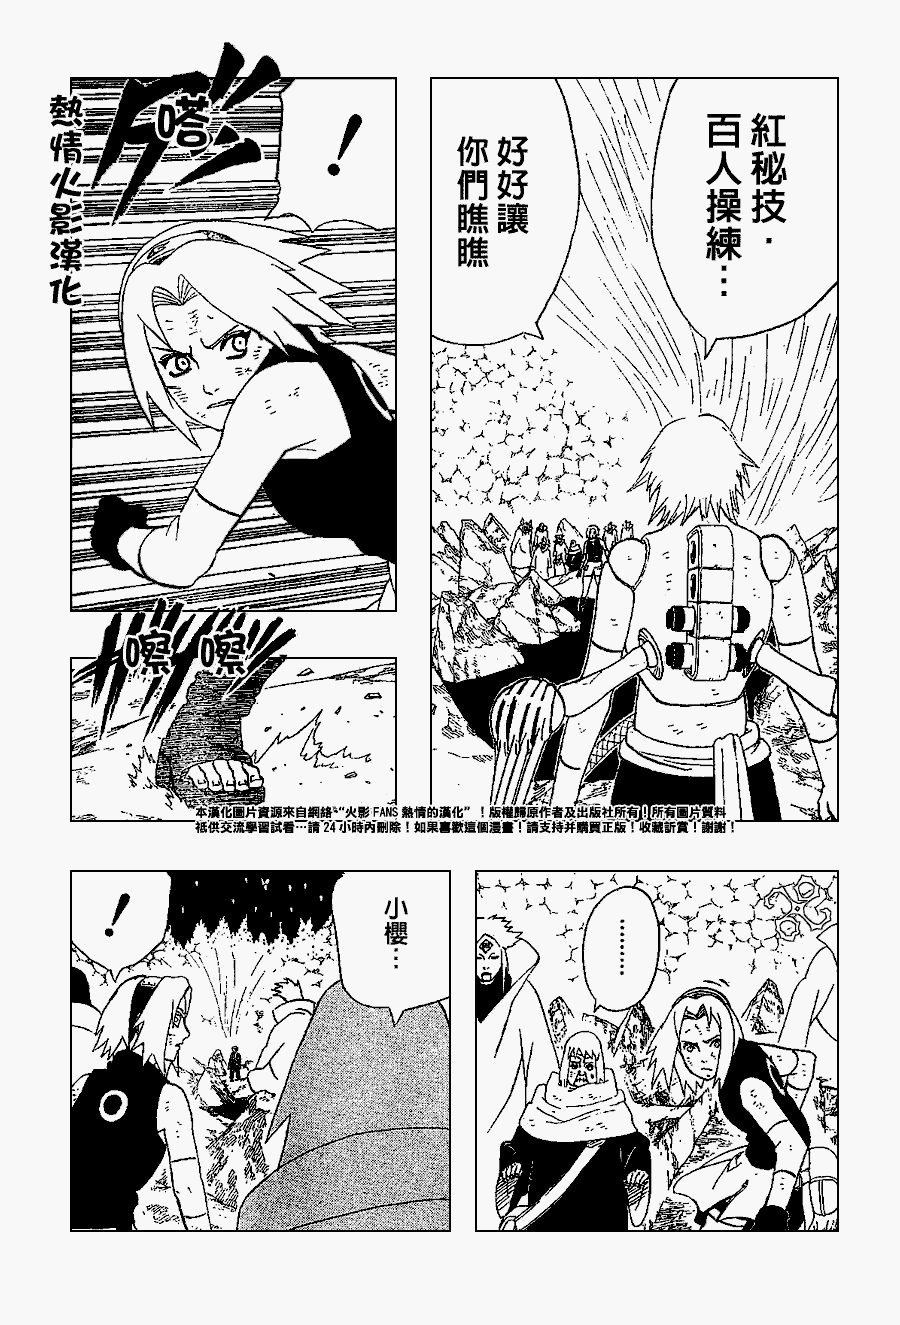 紅秘技．
百人操練…
好好讓
你們瞧瞧
！
嗒
熱情火影漢化
嚓 嚓
本漢化圖片資源來自網絡“火影FANS熱情的漢化”！版權歸原作者及出版社所有！所有圖片質料
祗供交流學習試看…請24小時內刪除！如果喜歡這個漫畫！請支持并購買正版！收藏訢賞！謝謝！
………
小櫻…
！